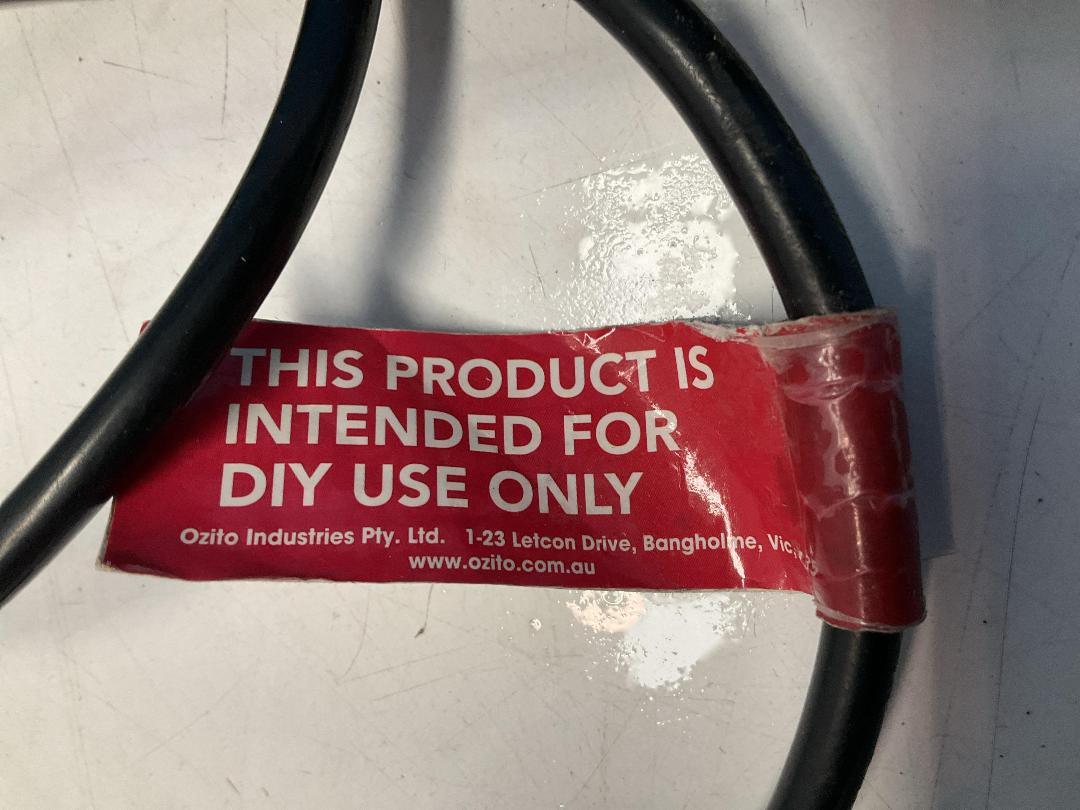 THIS PRODUCT IS
INTENDED FOR
DIY USE ONLY
Ozito Industries Pty. Ltd. 1-23 Letcon Drive, Bangholme, Vic,
www.ozito.com.au